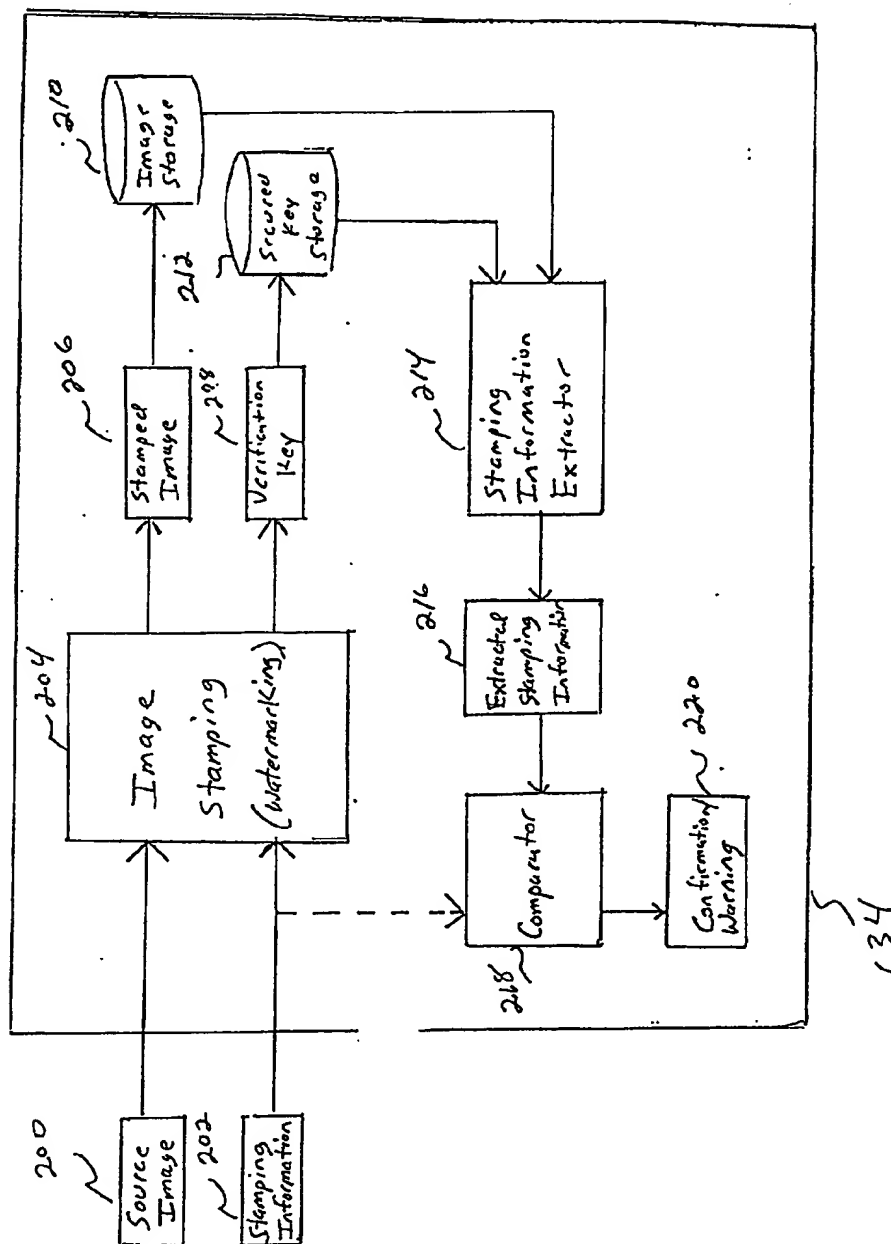 200
Source
Image
202
Stamping
Information
204
Image
Stamping
(Watermarking)
206
Stamped
Image
208
Verification
Key
210
Image
Storage
212
Secured
Key
Storage
214
Stamping
Information
Extractor
216
Extracted
Stamping
Information
218
Comparator
220
Confirmation/
Warning
134